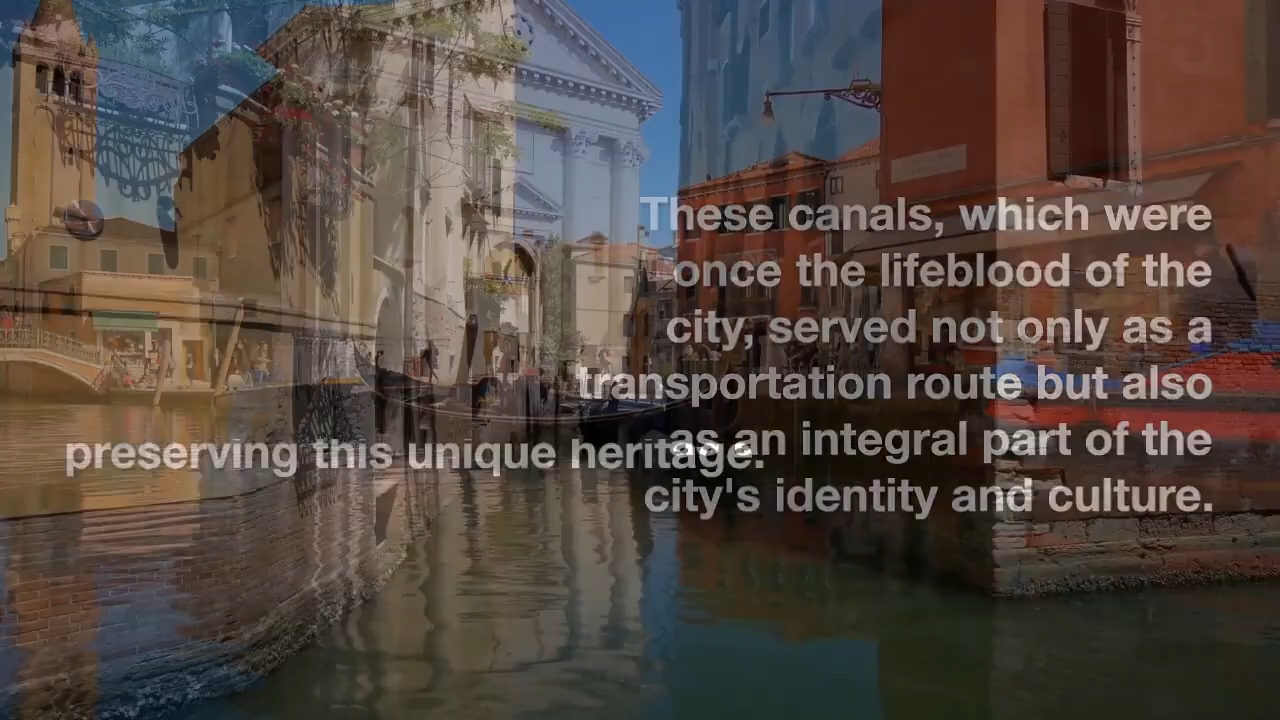 These canals, which were
once the lifeblood of the
city, served not only as a
transportation route but also
as an integral part of the
city's identity and culture.
preserving this unique heritage.